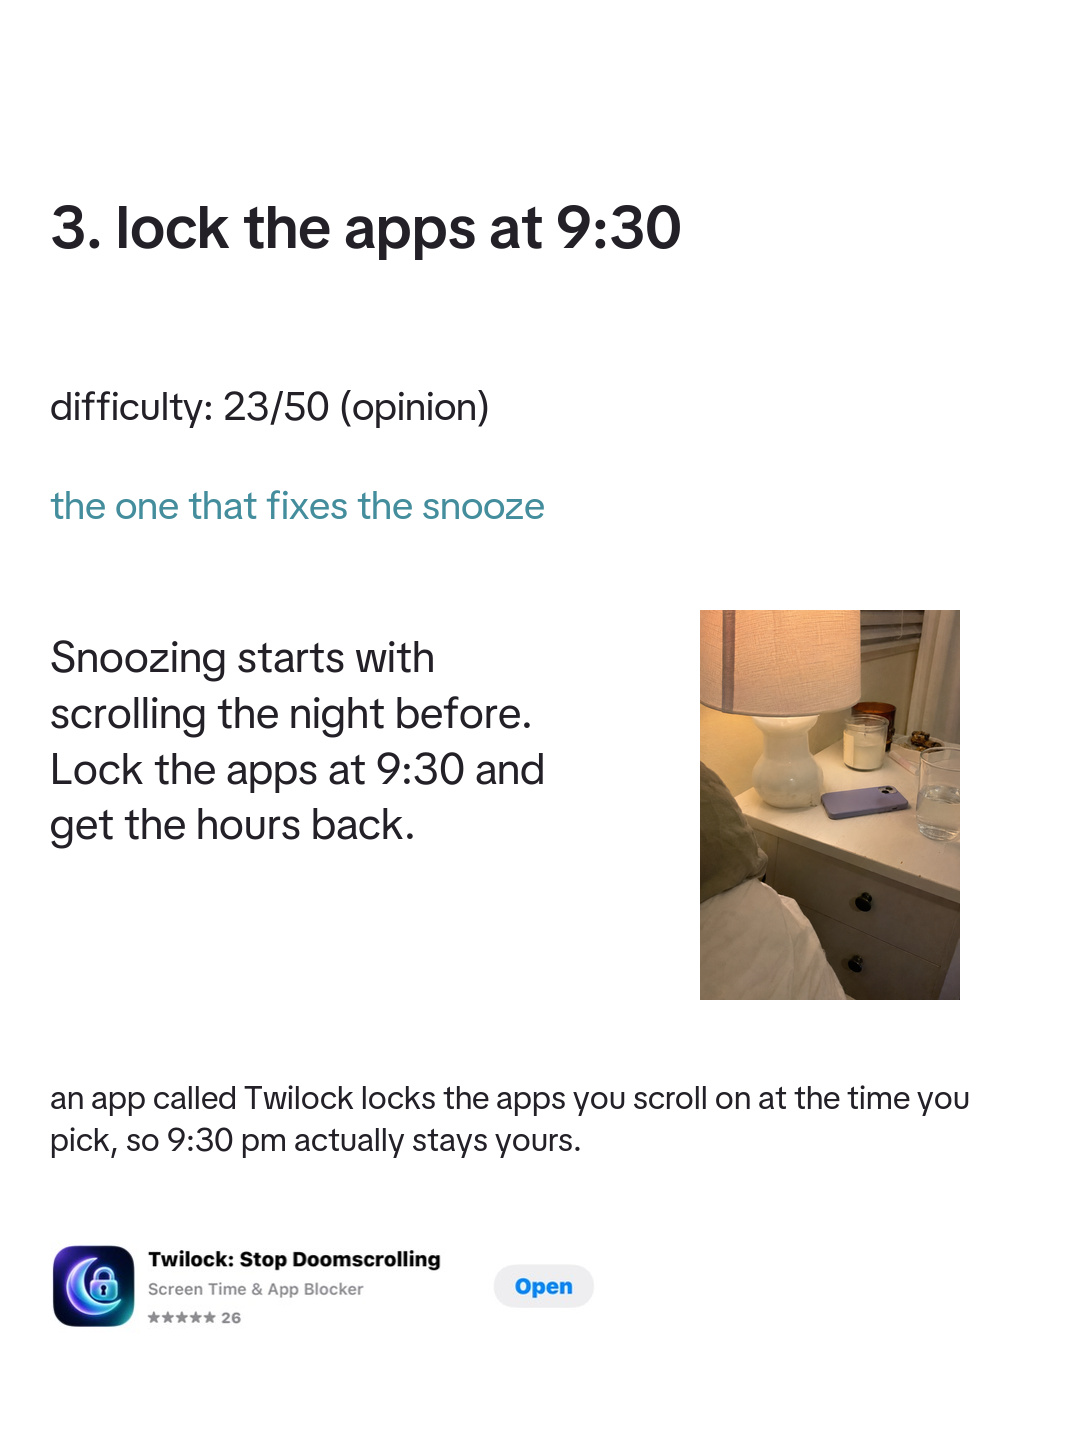 3. lock the apps at 9:30
difficulty: 23/50 (opinion)
the one that fixes the snooze
Snoozing starts with
scrolling the night before.
Lock the apps at 9:30 and
get the hours back.
an app called Twilock locks the apps you scroll on at the time you
pick, so 9:30 pm actually stays yours.
Twilock: Stop Doomscrolling
Screen Time & App Blocker
★★★★★ 26
Open